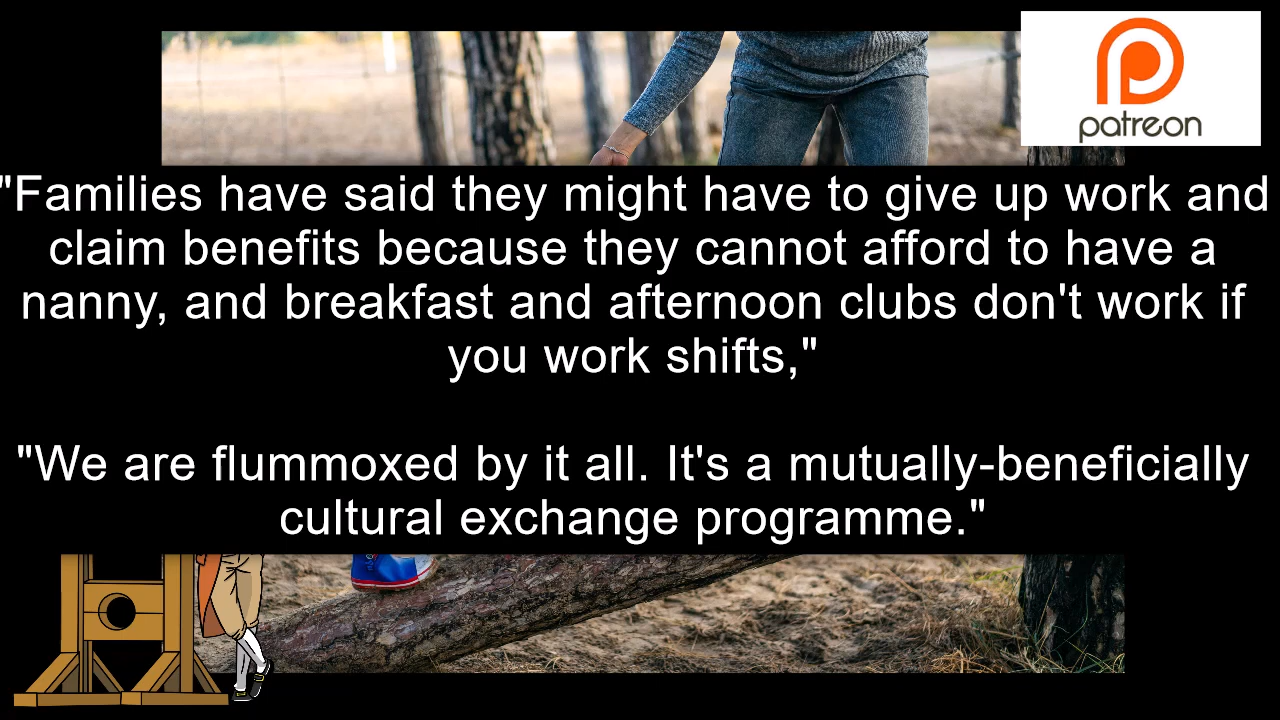 patreon
"Families have said they might have to give up work and
claim benefits because they cannot afford to have a
nanny, and breakfast and afternoon clubs don't work if
you work shifts,"
"We are flummoxed by it all. It's a mutually-beneficially
cultural exchange programme."